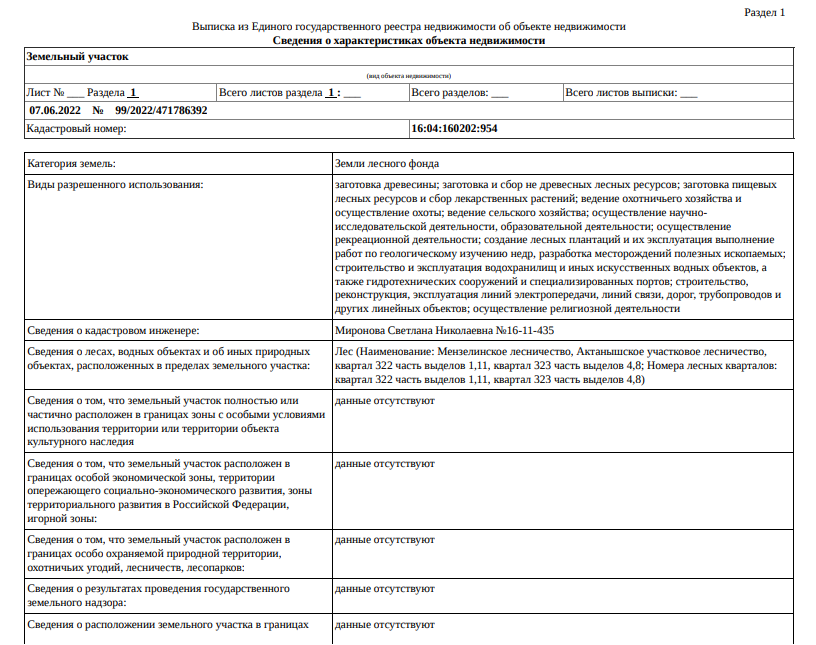 Раздел 1
Выписка из Единого государственного реестра недвижимости об объекте недвижимости
Сведения о характеристиках объекта недвижимости
Земельный участок
(вид объекта недвижимости)
Лист № ___ Раздела 1 Всего листов раздела 1 : ___ Всего разделов: ___ Всего листов выписки: ___
07.06.2022 № 99/2022/471786392
Кадастровый номер: 16:04:160202:954
Категория земель: Земли лесного фонда
Виды разрешенного использования: заготовка древесины; заготовка и сбор не древесных лесных ресурсов; заготовка пищевых
лесных ресурсов и сбор лекарственных растений; ведение охотничьего хозяйства и
осуществление охоты; ведение сельского хозяйства; осуществление научно-
исследовательской деятельности, образовательной деятельности; осуществление
рекреационной деятельности; создание лесных плантаций и их эксплуатация выполнение
работ по геологическому изучению недр, разработка месторождений полезных ископаемых;
строительство и эксплуатация водохранилищ и иных искусственных водных объектов, а
также гидротехнических сооружений и специализированных портов; строительство,
реконструкция, эксплуатация линий электропередачи, линий связи, дорог, трубопроводов и
других линейных объектов; осуществление религиозной деятельности
Сведения о кадастровом инженере: Миронова Светлана Николаевна №16-11-435
Сведения о лесах, водных объектах и об иных природных
объектах, расположенных в пределах земельного участка:
Лес (Наименование: Мензелинское лесничество, Актанышское участковое лесничество,
квартал 322 часть выделов 1,11, квартал 323 часть выделов 4,8; Номера лесных кварталов:
квартал 322 часть выделов 1,11, квартал 323 часть выделов 4,8)
Сведения о том, что земельный участок полностью или
частично расположен в границах зоны с особыми условиями
использования территории или территории объекта
культурного наследия
данные отсутствуют
Сведения о том, что земельный участок расположен в
границах особой экономической зоны, территории
опережающего социально-экономического развития, зоны
территориального развития в Российской Федерации,
игорной зоны:
данные отсутствуют
Сведения о том, что земельный участок расположен в
границах особо охраняемой природной территории,
охотничьих угодий, лесничеств, лесопарков:
данные отсутствуют
Сведения о результатах проведения государственного
земельного надзора:
данные отсутствуют
Сведения о расположении земельного участка в границах данные отсутствуют